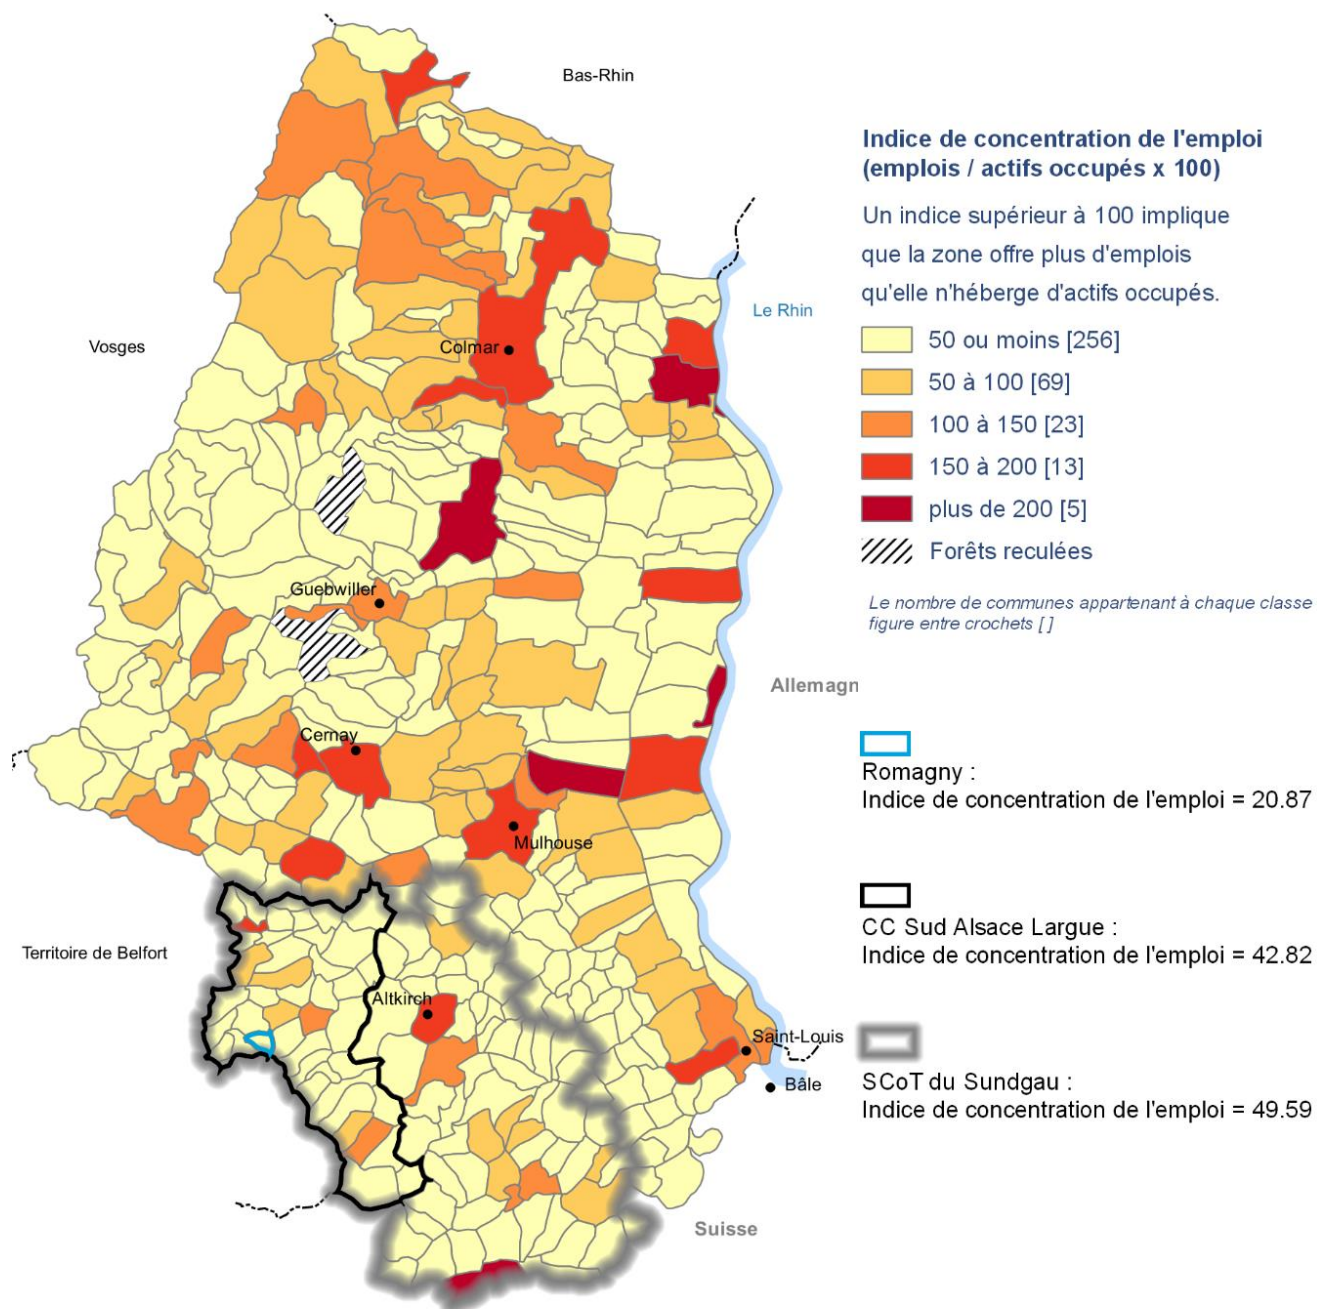 Bas-Rhin
Indice de concentration de l'emploi
(emplois / actifs occupés x 100)
Un indice supérieur à 100 implique
que la zone offre plus d'emplois
qu'elle n'héberge d'actifs occupés.
Le Rhin
Vosges
Colmar
50 ou moins [256]
50 à 100 [69]
100 à 150 [23]
150 à 200 [13]
plus de 200 [5]
Forêts reculées
Guebwiller
Le nombre de communes appartenant à chaque classe
figure entre crochets [ ]
Allemagn
Cernay
Romagny :
Indice de concentration de l'emploi = 20.87
Mulhouse
CC Sud Alsace Largue :
Indice de concentration de l'emploi = 42.82
Territoire de Belfort
Altkirch
Saint-Louis
Bâle
SCoT du Sundgau :
Indice de concentration de l'emploi = 49.59
Suisse